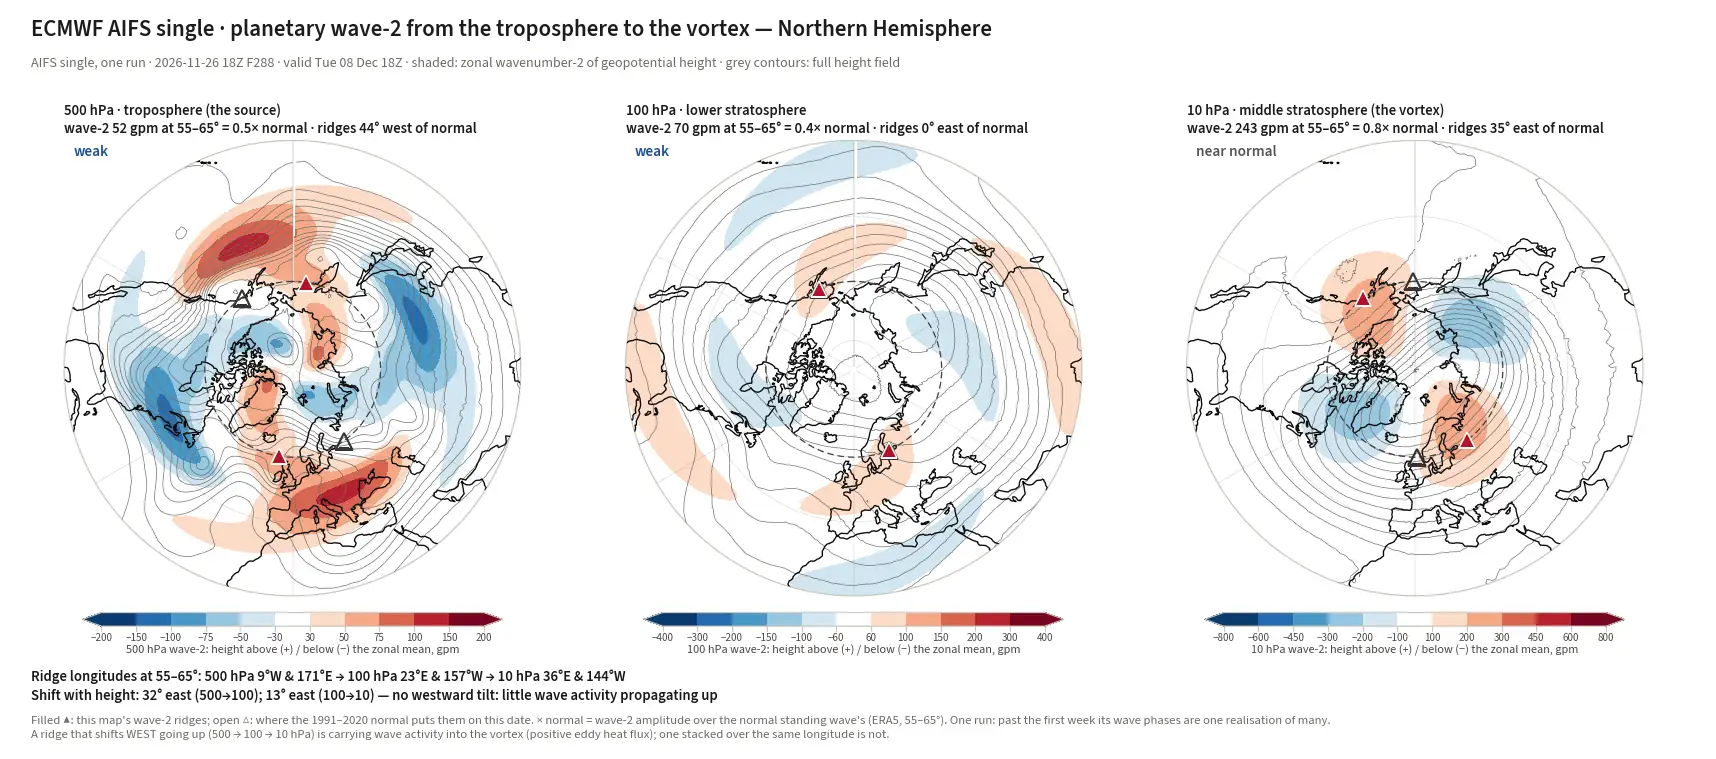 ECMWF AIFS single · planetary wave-2 from the troposphere to the vortex — Northern Hemisphere
AIFS single, one run · 2026-11-26 18Z F288 · valid Tue 08 Dec 18Z · shaded: zonal wavenumber-2 of geopotential height · grey contours: full height field
500 hPa · troposphere (the source)
wave-2 52 gpm at 55–65° = 0.5× normal · ridges 44° west of normal
weak
100 hPa · lower stratosphere
wave-2 70 gpm at 55–65° = 0.4× normal · ridges 0° east of normal
weak
10 hPa · middle stratosphere (the vortex)
wave-2 243 gpm at 55–65° = 0.8× normal · ridges 35° east of normal
near normal
−200 −150 −100 −75 −50 −30 30 50 75 100 150 200
500 hPa wave-2: height above (+) / below (−) the zonal mean, gpm
−400 −300 −200 −150 −100 −60 60 100 150 200 300 400
100 hPa wave-2: height above (+) / below (−) the zonal mean, gpm
−800 −600 −450 −300 −200 −100 100 200 300 450 600 800
10 hPa wave-2: height above (+) / below (−) the zonal mean, gpm
Ridge longitudes at 55–65°: 500 hPa 9°W & 171°E → 100 hPa 23°E & 157°W → 10 hPa 36°E & 144°W
Shift with height: 32° east (500→100); 13° east (100→10) — no westward tilt: little wave activity propagating up
Filled ▲: this map's wave-2 ridges; open △: where the 1991–2020 normal puts them on this date. × normal = wave-2 amplitude over the normal standing wave's (ERA5, 55–65°). One run: past the first week its wave phases are one realisation of many.
A ridge that shifts WEST going up (500 → 100 → 10 hPa) is carrying wave activity into the vortex (positive eddy heat flux); one stacked over the same longitude is not.